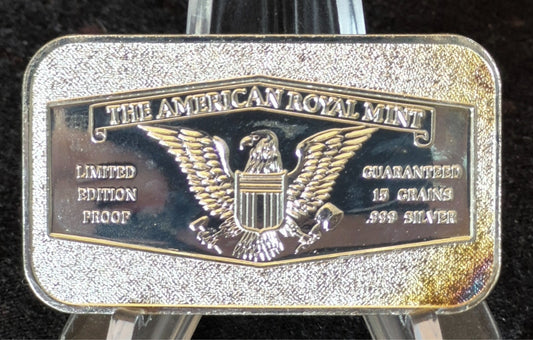 THE AMERICAN ROYAL MINT
LIMITED
EDITION
PROOF
GUARANTEED
15 GRAINS
.999 SILVER